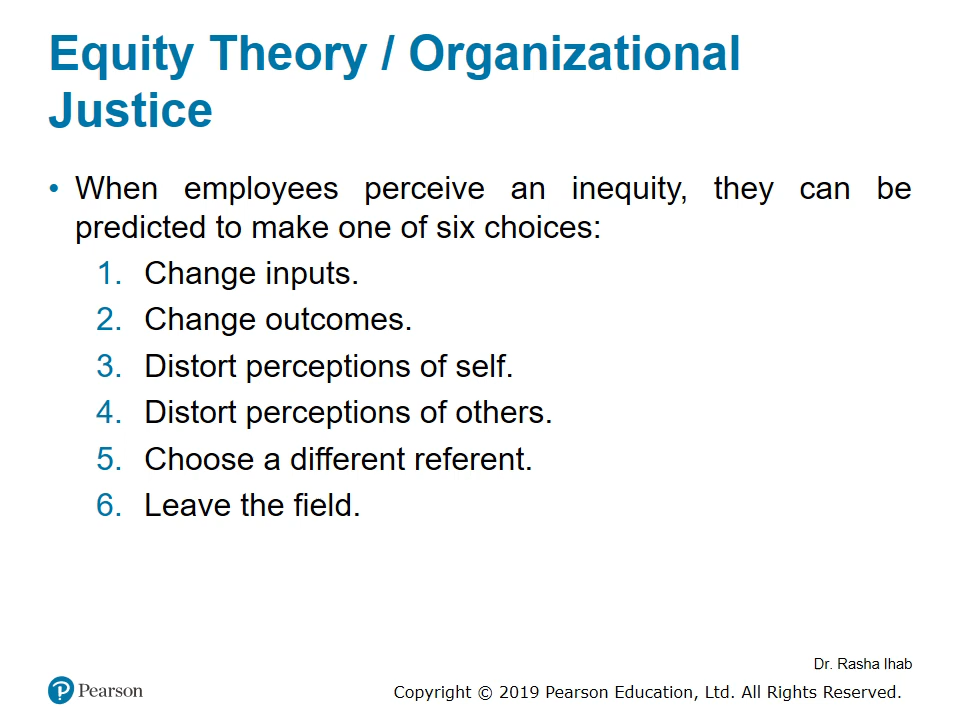 Equity Theory / Organizational
Justice
• When employees perceive an inequity, they can be
predicted to make one of six choices:
1. Change inputs.
2. Change outcomes.
3. Distort perceptions of self.
4. Distort perceptions of others.
5. Choose a different referent.
6. Leave the field.
Dr. Rasha Ihab
Pearson
Copyright © 2019 Pearson Education, Ltd. All Rights Reserved.